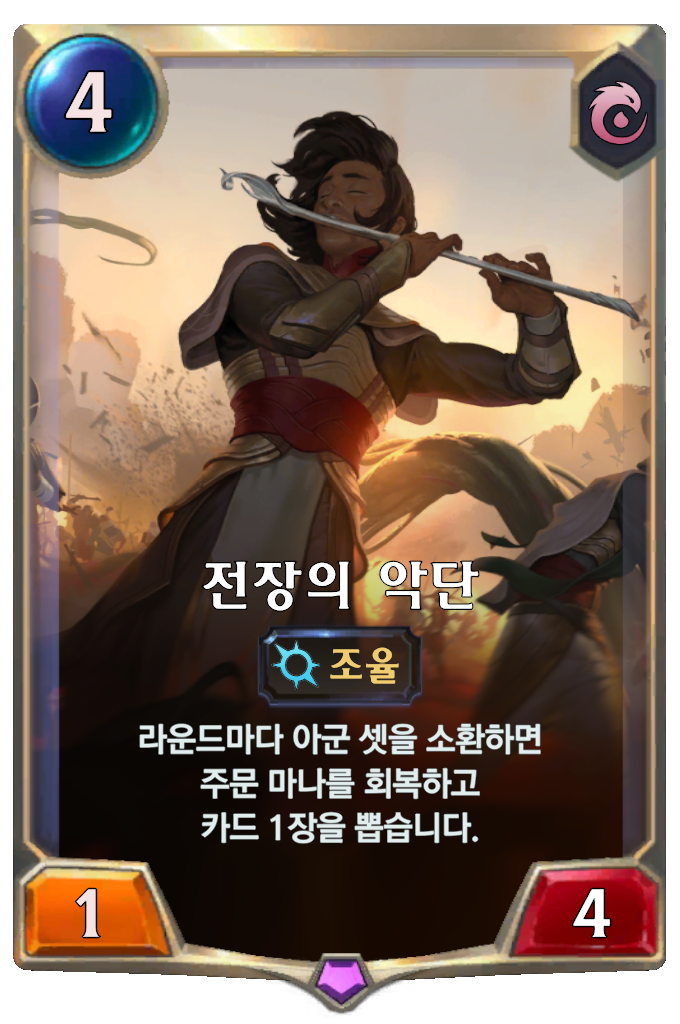 4
전장의 악단
조율
라운드마다 아군 셋을 소환하면
주문 마나를 회복하고
카드 1장을 뽑습니다.
1
4